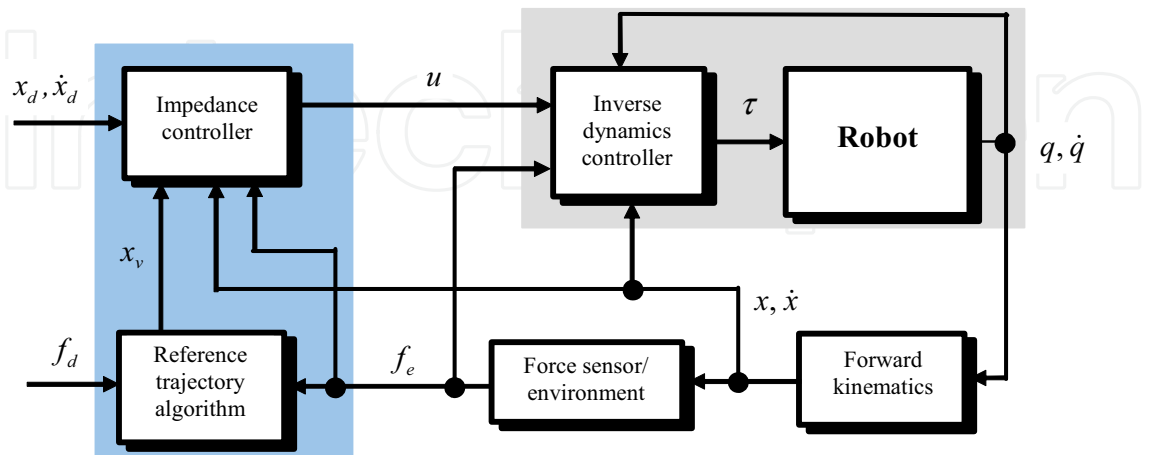 x_d, ẋ_d
Impedance
controller
u
Inverse
dynamics
controller
τ
Robot
q, q̇
x_v
x, ẋ
f_d
Reference
trajectory
algorithm
f_e
Force sensor/
environment
Forward
kinematics